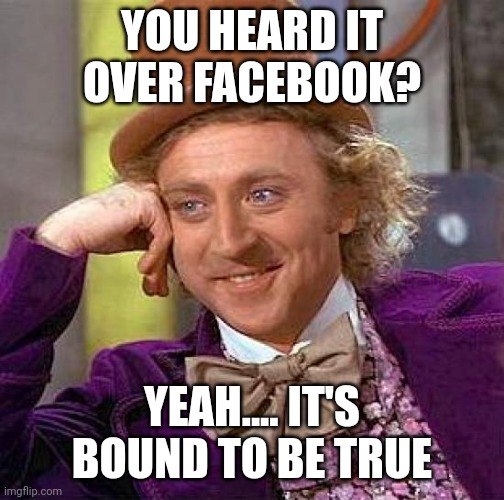 YOU HEARD IT
OVER FACEBOOK?
YEAH.... IT'S
BOUND TO BE TRUE
imgflip.com